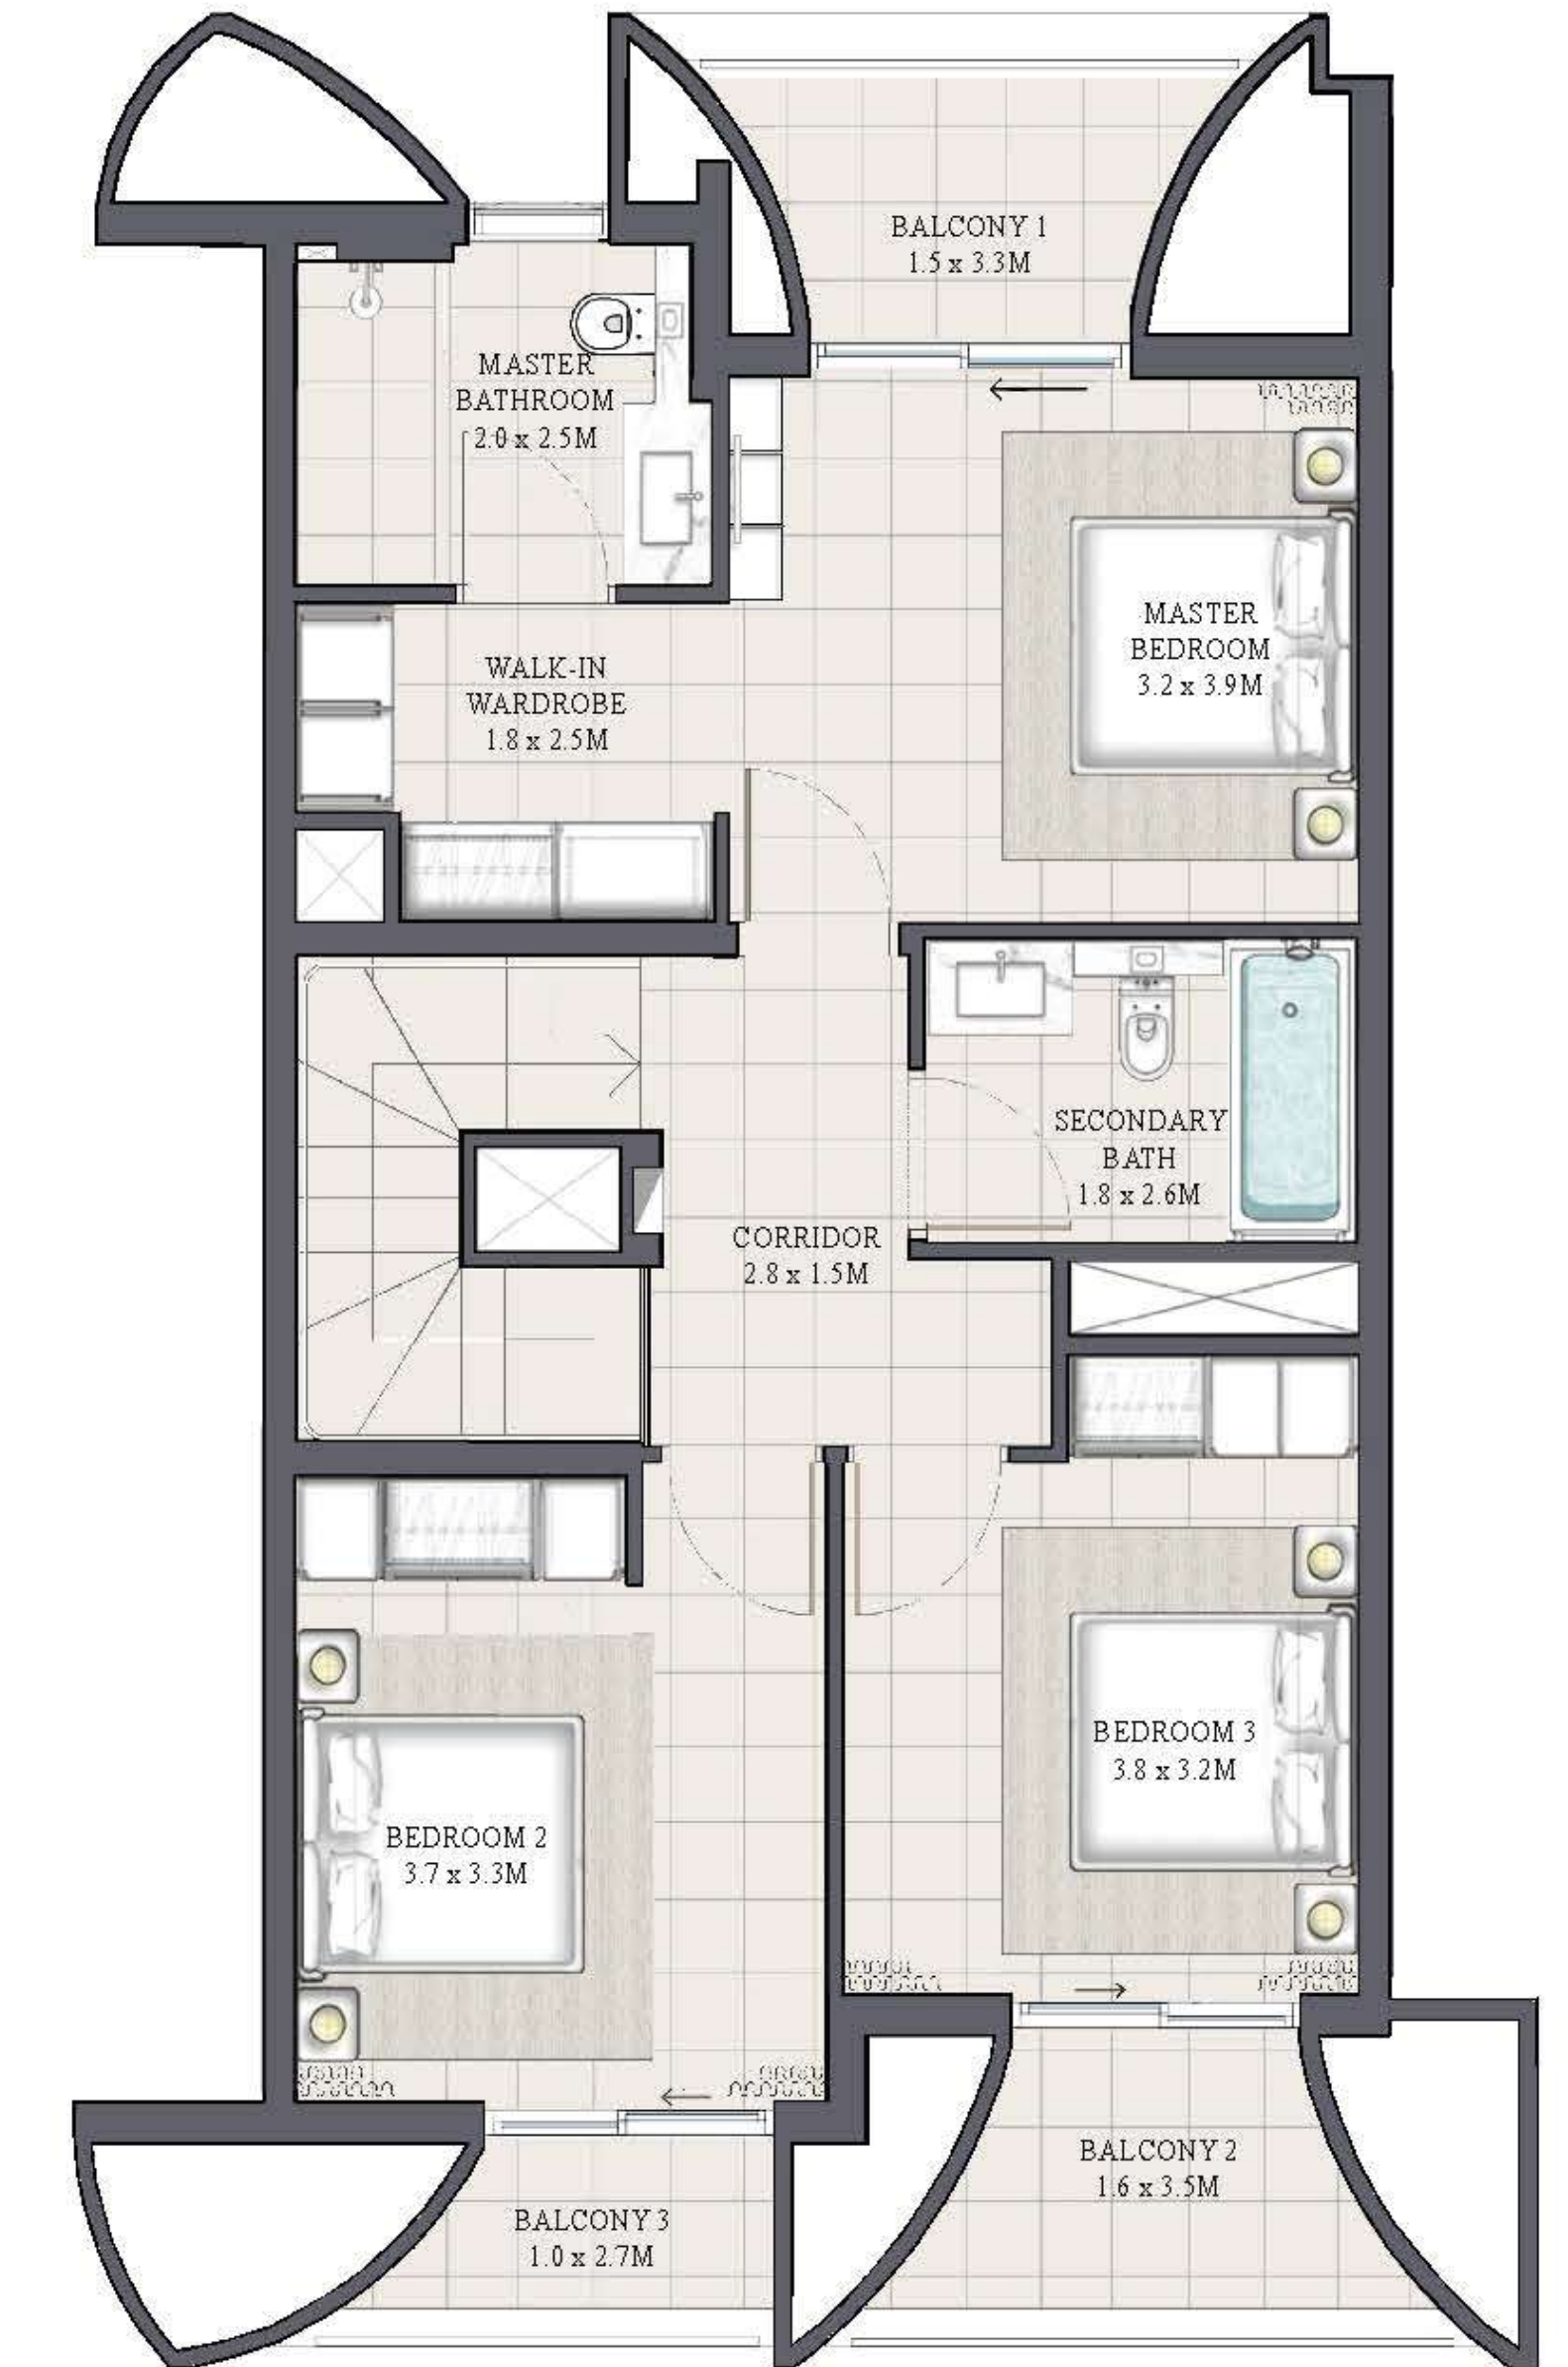 BALCONY 1
1.5 x 3.3M
MASTER
BATHROOM
2.0 x 2.5M
MASTER
BEDROOM
3.2 x 3.9M
WALK-IN
WARDROBE
1.8 x 2.5M
SECONDARY
BATH
1.8 x 2.6M
CORRIDOR
2.8 x 1.5M
BEDROOM 3
3.8 x 3.2M
BEDROOM 2
3.7 x 3.3M
BALCONY 2
1.6 x 3.5M
BALCONY 3
1.0 x 2.7M